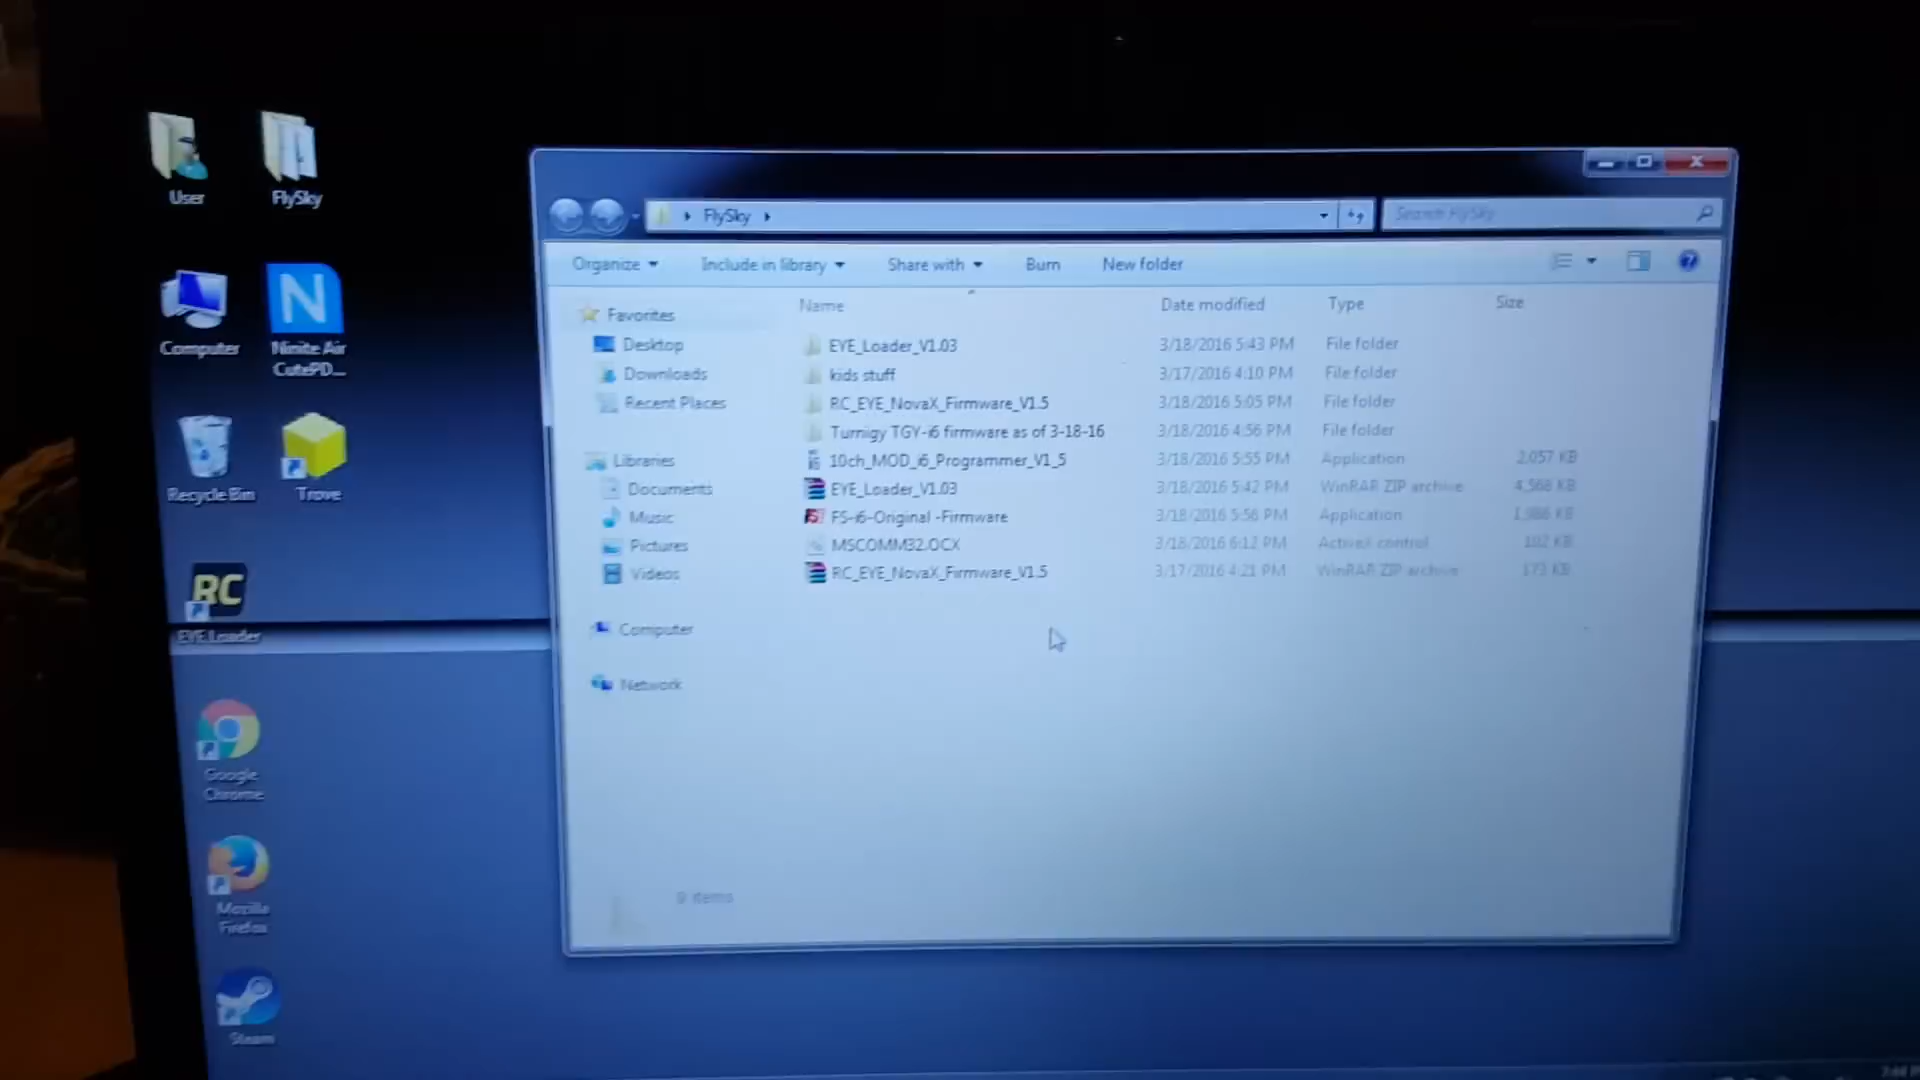 User
FlySky
Computer
Ninite Air
CutePD...
Recycle Bin
Trove
RC
EYE Loader
Google
Chrome
Mozilla
Firefox
Steam
FlySky
Search FlySky
Organize
Include in library
Share with
Burn
New folder
Favorites
Desktop
Downloads
Recent Places
Libraries
Documents
Music
Pictures
Videos
Computer
Network
Name Date modified Type Size
EYE_Loader_V1.03 3/18/2016 5:43 PM File folder
kids stuff 3/17/2016 4:10 PM File folder
RC_EYE_NovaX_Firmware_V1.5 3/18/2016 5:05 PM File folder
Turnigy TGY-i6 firmware as of 3-18-16 3/18/2016 4:56 PM File folder
10ch_MOD_i6_Programmer_V1_5 3/18/2016 5:55 PM Application 2,057 KB
EYE_Loader_V1.03 3/18/2016 5:42 PM WinRAR ZIP archive 4,568 KB
FS-i6-Original -Firmware 3/18/2016 5:56 PM Application KB
MSCOMM32.OCX 3/18/2016 6:12 PM ActiveX control 102 KB
RC_EYE_NovaX_Firmware_V1.5 3/17/2016 4:21 PM WinRAR ZIP archive 173 KB
9 items